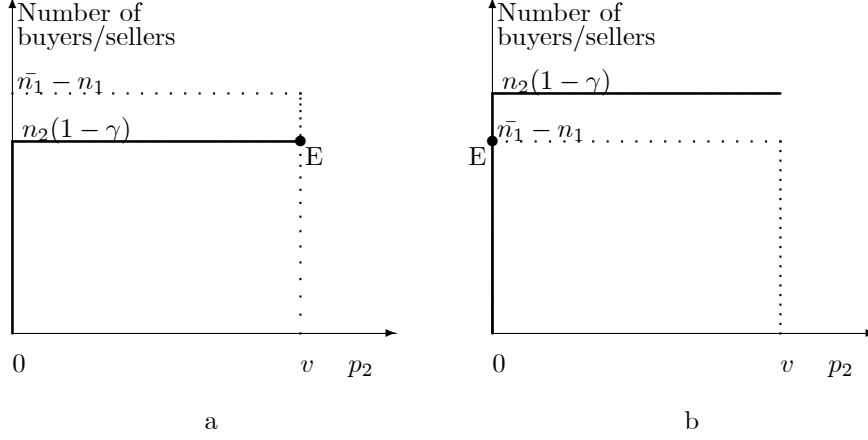 Number of
buyers/sellers
n̄₁ − n₁
n₂(1 − γ)
E
0
v
p₂
a
Number of
buyers/sellers
n₂(1 − γ)
n̄₁ − n₁
E
0
v
p₂
b